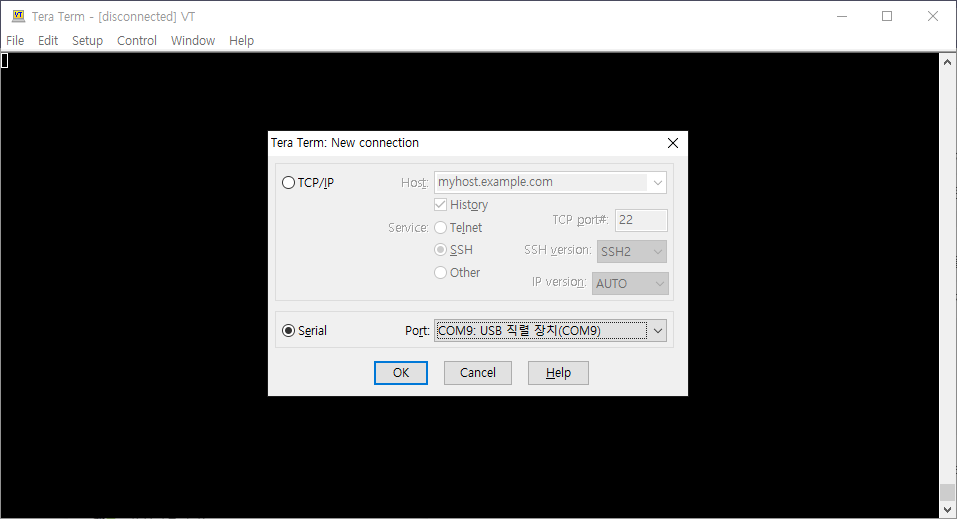 VT Tera Term - [disconnected] VT
File Edit Setup Control Window Help
Tera Term: New connection
TCP/IP Host: myhost.example.com
History
Service: Telnet TCP port#: 22
SSH SSH version: SSH2
Other IP version: AUTO
Serial Port: COM9: USB 직렬 장치(COM9)
OK Cancel Help